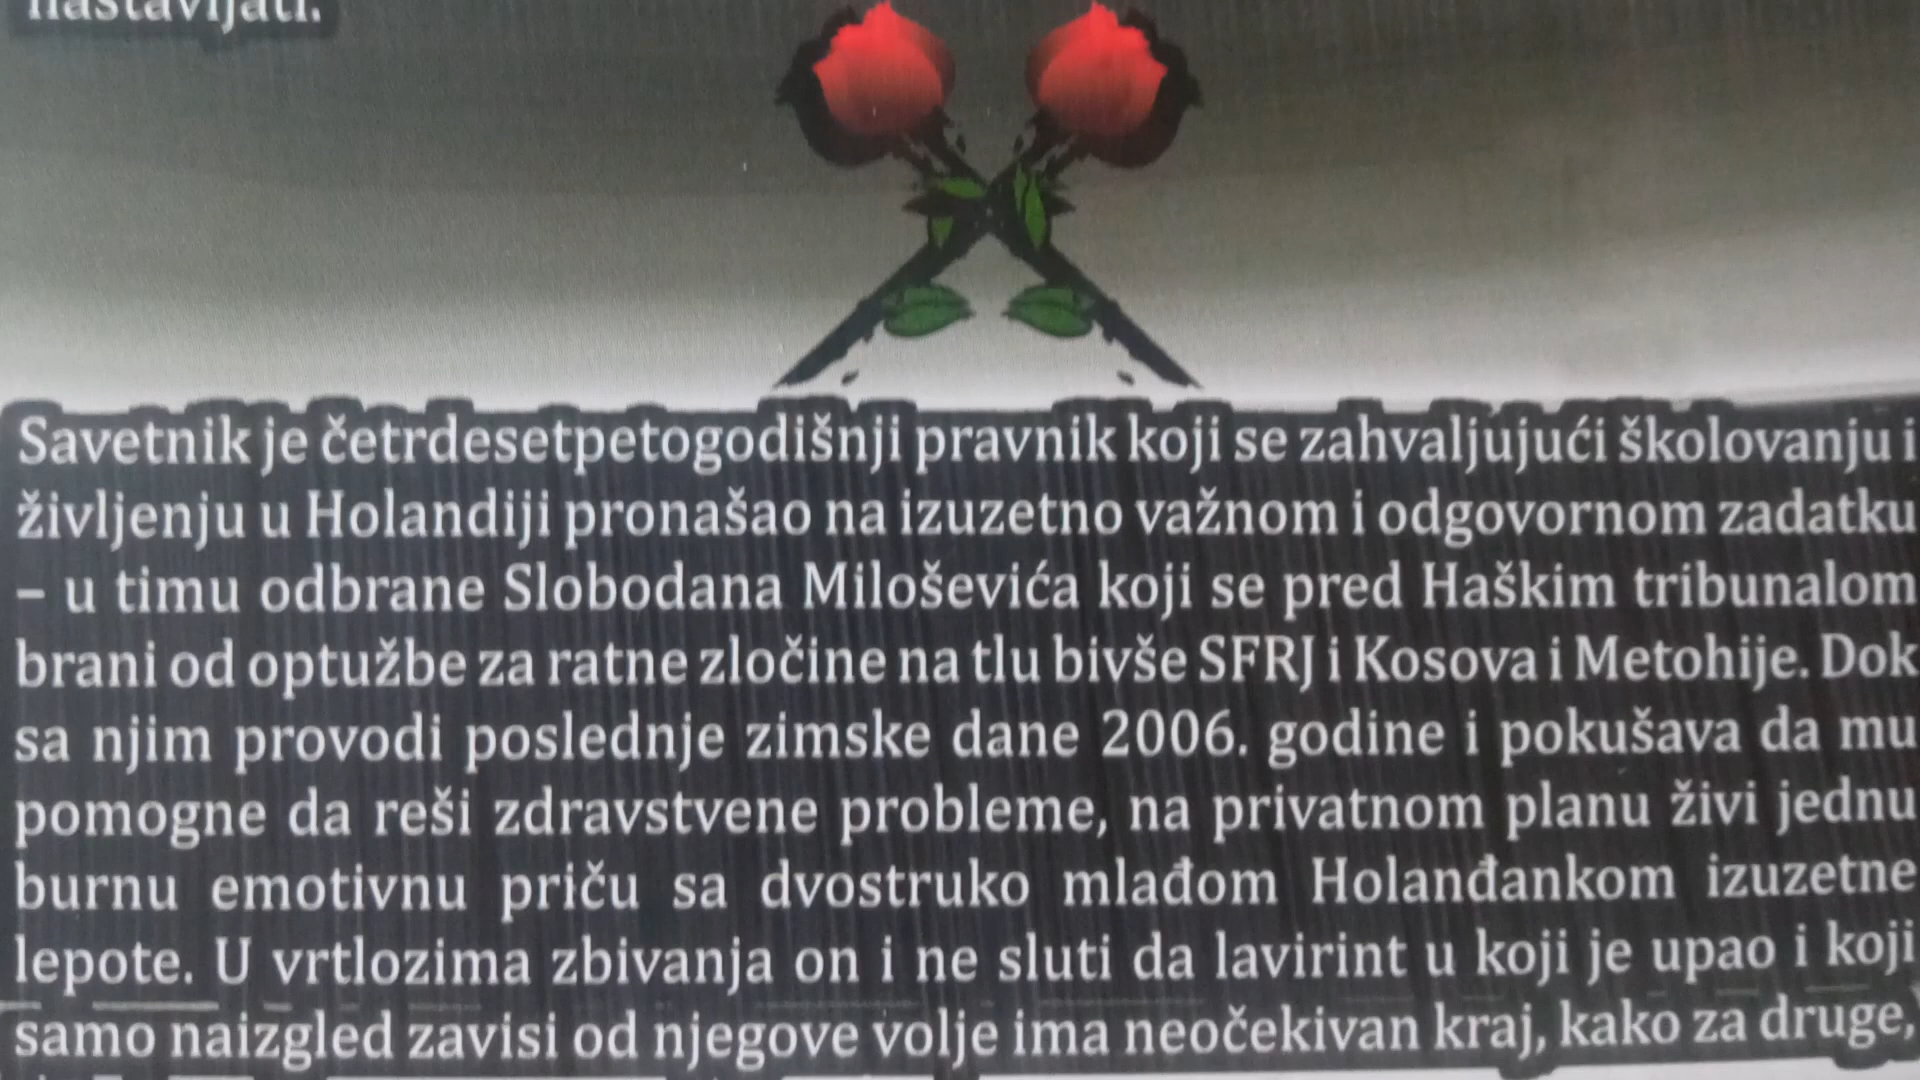 nastavljati.
Savetnik je četrdesetpetogodišnji pravnik koji se zahvaljujući školovanju i
življenju u Holandiji pronašao na izuzetno važnom i odgovornom zadatku
– u timu odbrane Slobodana Miloševića koji se pred Haškim tribunalom
brani od optužbe za ratne zločine na tlu bivše SFRJ i Kosova i Metohije. Dok
sa njim provodi poslednje zimske dane 2006. godine i pokušava da mu
pomogne da reši zdravstvene probleme, na privatnom planu živi jednu
burnu emotivnu priču sa dvostruko mlađom Holanđankom izuzetne
lepote. U vrtlozima zbivanja on i ne sluti da lavirint u koji je upao i koji
samo naizgled zavisi od njegove volje ima neočekivan kraj, kako za druge,